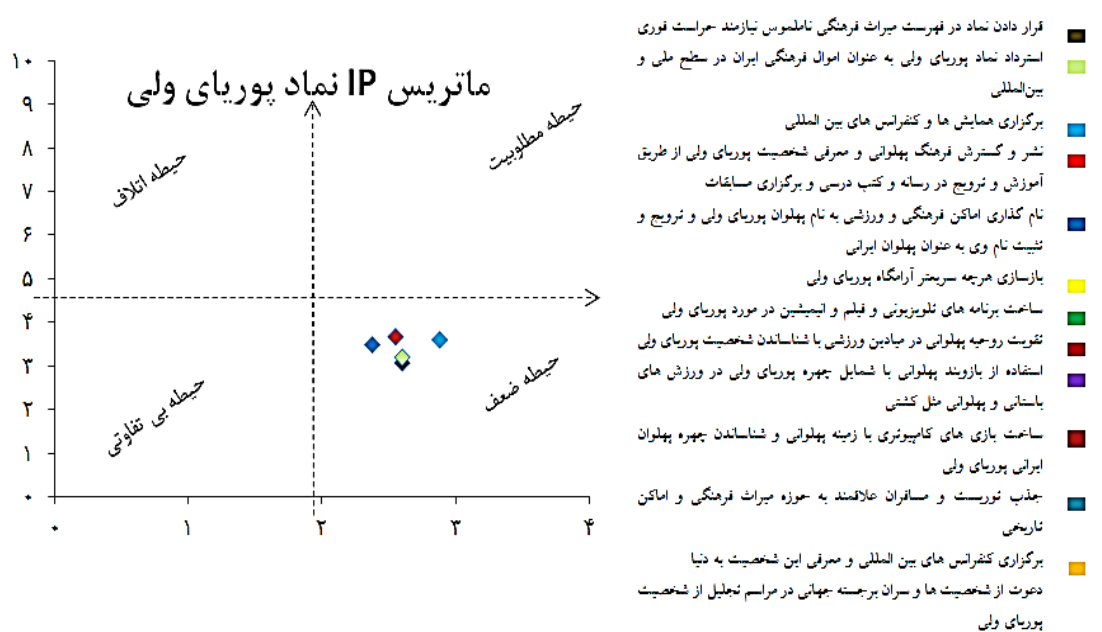 ماتریس IP نماد پوریای ولی
۱۰
۹
۸
۷
۶
۵
۴
۳
۲
۱
۰
۰
۱
۲
۳
۴
حیطه اتلاف
حیطه مطلوبیت
حیطه بی تفاوتی
حیطه ضعف
قرار دادن نماد در فهرست میراث فرهنگی ناملموس نیازمند حراست فوری
استرداد نماد پوریای ولی به عنوان اموال فرهنگی ایران در سطح ملی و
بین‌المللی
برگزاری همایش ها و کنفرانس های بین المللی
نشر و گسترش فرهنگ پهلوانی و معرفی شخصیت پوریای ولی از طریق
آموزش و ترویج در رسانه و کتب درسی و برگزاری مسابقات
نام گذاری اماکن فرهنگی و ورزشی به نام پهلوان پوریای ولی و ترویج و
تثبیت نام وی به عنوان پهلوان ایرانی
بازسازی هرچه سریعتر آرامگاه پوریای ولی
ساخت برنامه های تلویزیونی و فیلم و انیمیشین در مورد پوریای ولی
تقویت روحیه پهلوانی در میادین ورزشی با شناساندن شخصیت پوریای ولی
استفاده از بازوبند پهلوانی با شمایل چهره پوریای ولی در ورزش های
باستانی و پهلوانی مثل کشتی
ساخت بازی های کامپیوتری با زمینه پهلوانی و شناساندن چهره پهلوان
ایرانی پوریای ولی
جذب توریست و مسافران علاقمند به حوزه میراث فرهنگی و اماکن
تاریخی
برگزاری کنفرانس های بین المللی و معرفی این شخصیت به دنیا
دعوت از شخصیت ها و سران برجسته جهانی در مراسم تجلیل از شخصیت
پوریای ولی